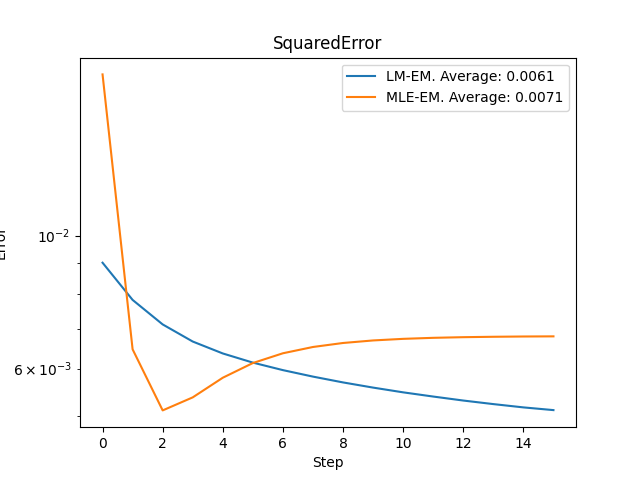 SquaredError
LM-EM. Average: 0.0061
MLE-EM. Average: 0.0071
Error
10⁻²
6 × 10⁻³
0 2 4 6 8 10 12 14
Step